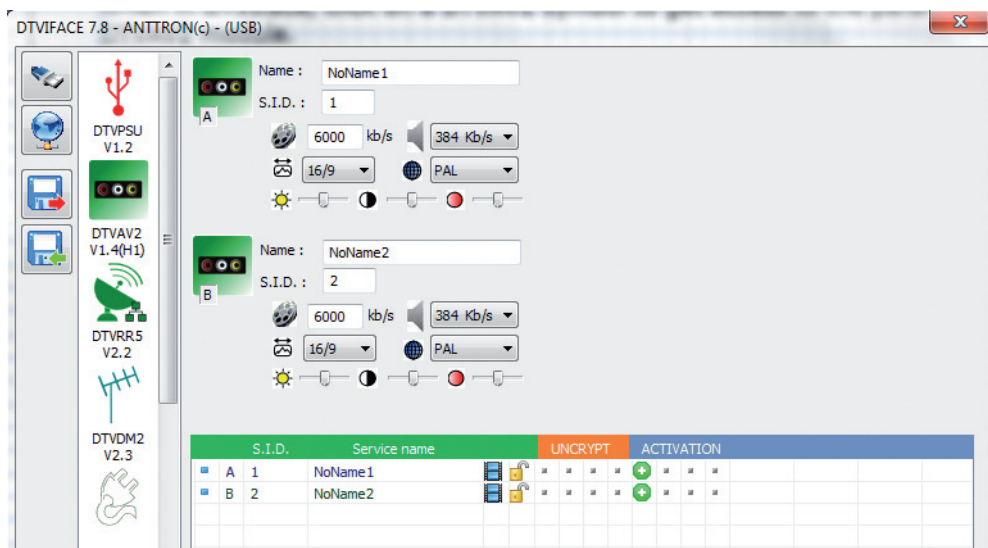 DTVIFACE 7.8 - ANTTRON(c) - (USB)
DTVPSU
V1.2
DTVAV2
V1.4(H1)
DTVRR5
V2.2
DTVDM2
V2.3
A
Name : NoName1
S.I.D. : 1
6000 kb/s 384 Kb/s
16/9 PAL
B
Name : NoName2
S.I.D. : 2
6000 kb/s 384 Kb/s
16/9 PAL
S.I.D. Service name UNCRYPT ACTIVATION
A 1 NoName1
B 2 NoName2